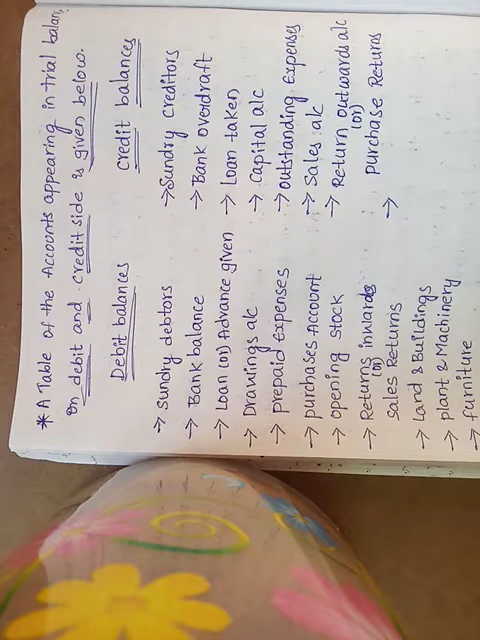 * A Table of the Accounts appearing in trial balan
on debit and credit side is given below.
Debit balances
→ Sundry debtors
→ Bank balance
→ Loan (or) Advance given
→ Drawings a/c
→ prepaid expenses
→ purchases Account
→ opening stock
→ Returns inwards
(or)
sales Returns
→ land & Buildings
→ plant & Machinery
→ furniture
credit balances
→ Sundry creditors
→ Bank overdraft
→ Loan taken
→ Capital a/c
→ outstanding Expenses
→ Sales a/c
→ Return outwards a/c
(or)
purchase Returns
→